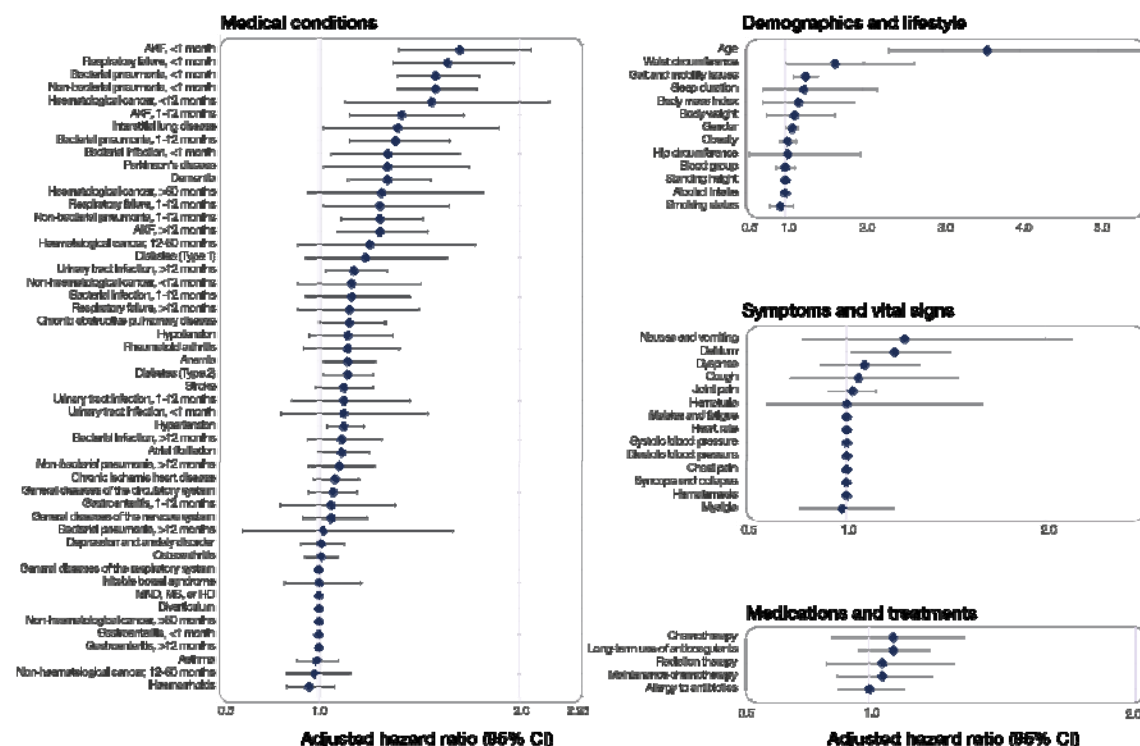 Medical conditions
AKF, <1 month
Respiratory failure, <1 month
Bacterial pneumonia, <1 month
Non-bacterial pneumonia, <1 month
Haematological cancer, <12 months
AKF, 1-12 months
Interstitial lung disease
Bacterial pneumonia, 1-12 months
Bacterial infection, <1 month
Parkinson's disease
Dementia
Haematological cancer, >60 months
Respiratory failure, 1-12 months
Non-bacterial pneumonia, 1-12 months
AKF, >12 months
Haematological cancer, 12-60 months
Diabetes (Type 1)
Urinary tract infection, >12 months
Non-haematological cancer, <12 months
Bacterial infection, 1-12 months
Respiratory failure, >12 months
Chronic obstructive pulmonary disease
Hypotension
Rheumatoid arthritis
Anemia
Diabetes (Type 2)
Stroke
Urinary tract infection, 1-12 months
Urinary tract infection, <1 month
Hypertension
Bacterial infection, >12 months
Atrial fibrillation
Non-bacterial pneumonia, >12 months
Chronic ischemic heart disease
General diseases of the circulatory system
Gastroenteritis, 1-12 months
General diseases of the nervous system
Bacterial pneumonia, >12 months
Depression and anxiety disorder
Osteoarthritis
General diseases of the respiratory system
Irritable bowel syndrome
MND, MS, or HD
Diverticulum
Non-haematological cancer, >60 months
Gastroenteritis, <1 month
Gastroenteritis, >12 months
Asthma
Non-haematological cancer, 12-60 months
Haemorrhoids
0.5 1.0 2.0
Adjusted hazard ratio (95% CI)
Demographics and lifestyle
Age
Waist circumference
Gait and mobility issues
Sleep duration
Body mass index
Body weight
Gender
Obesity
Hip circumference
Blood group
Standing height
Alcohol intake
Smoking status
0.5 1.0 2.0 3.0 4.0 5.0
Symptoms and vital signs
Nausea and vomiting
Delirium
Dyspnea
Cough
Joint pain
Hematuria
Malaise and fatigue
Heart rate
Systolic blood pressure
Diastolic blood pressure
Chest pain
Syncope and collapse
Hematemesis
Myalgia
0.5 1.0 2.0
Medications and treatments
Chemotherapy
Long-term use of anticoagulants
Radiation therapy
Maintenance chemotherapy
Allergy to antibiotics
0.5 1.0 2.0
Adjusted hazard ratio (95% CI)